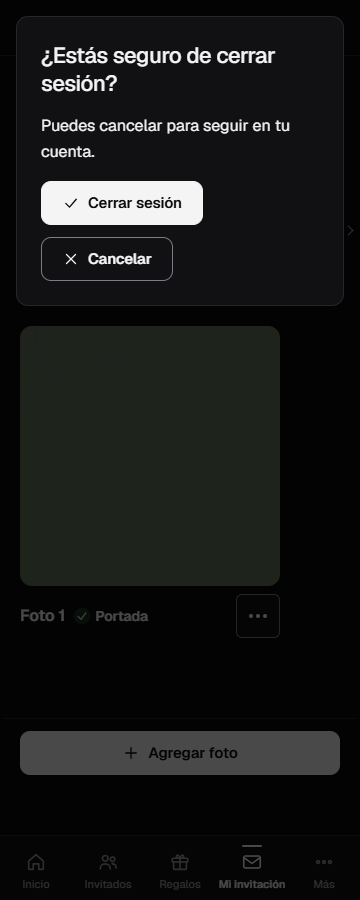 ¿Estás seguro de cerrar
sesión?
Puedes cancelar para seguir en tu
cuenta.
Cerrar sesión
Cancelar
Foto 1 Portada
Agregar foto
Inicio Invitados Regalos Mi invitación Más